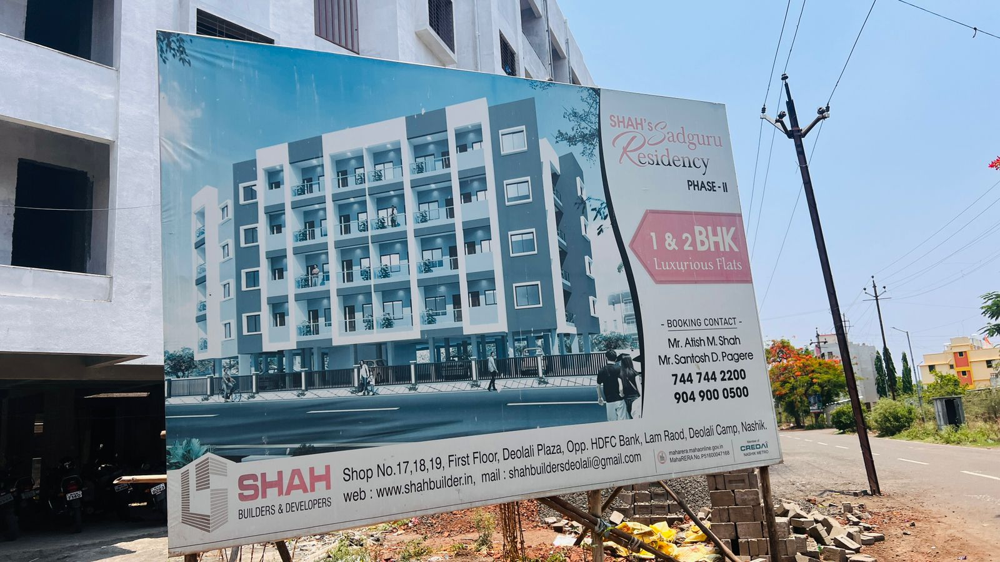 SHAH'S Sadguru
Residency
PHASE - II
1 & 2 BHK
Luxuryious Flats
- BOOKING CONTACT -
Mr. Atish M. Shah
Mr. Santosh D. Pagere
744 744 2200
904 900 0500
SHAH
BUILDERS & DEVELOPERS
Shop No.17,18,19, First Floor, Deolali Plaza, Opp. HDFC Bank, Lam Raod, Deolali Camp, Nashik.
web : www.shahbuilder.in, mail : shahbuildersdeolali@gmail.com
maharera.mahaonline.gov.in
MahaRERA No. P51600047168
Member of
CREDAI
NASHIK METRO
7140
8093